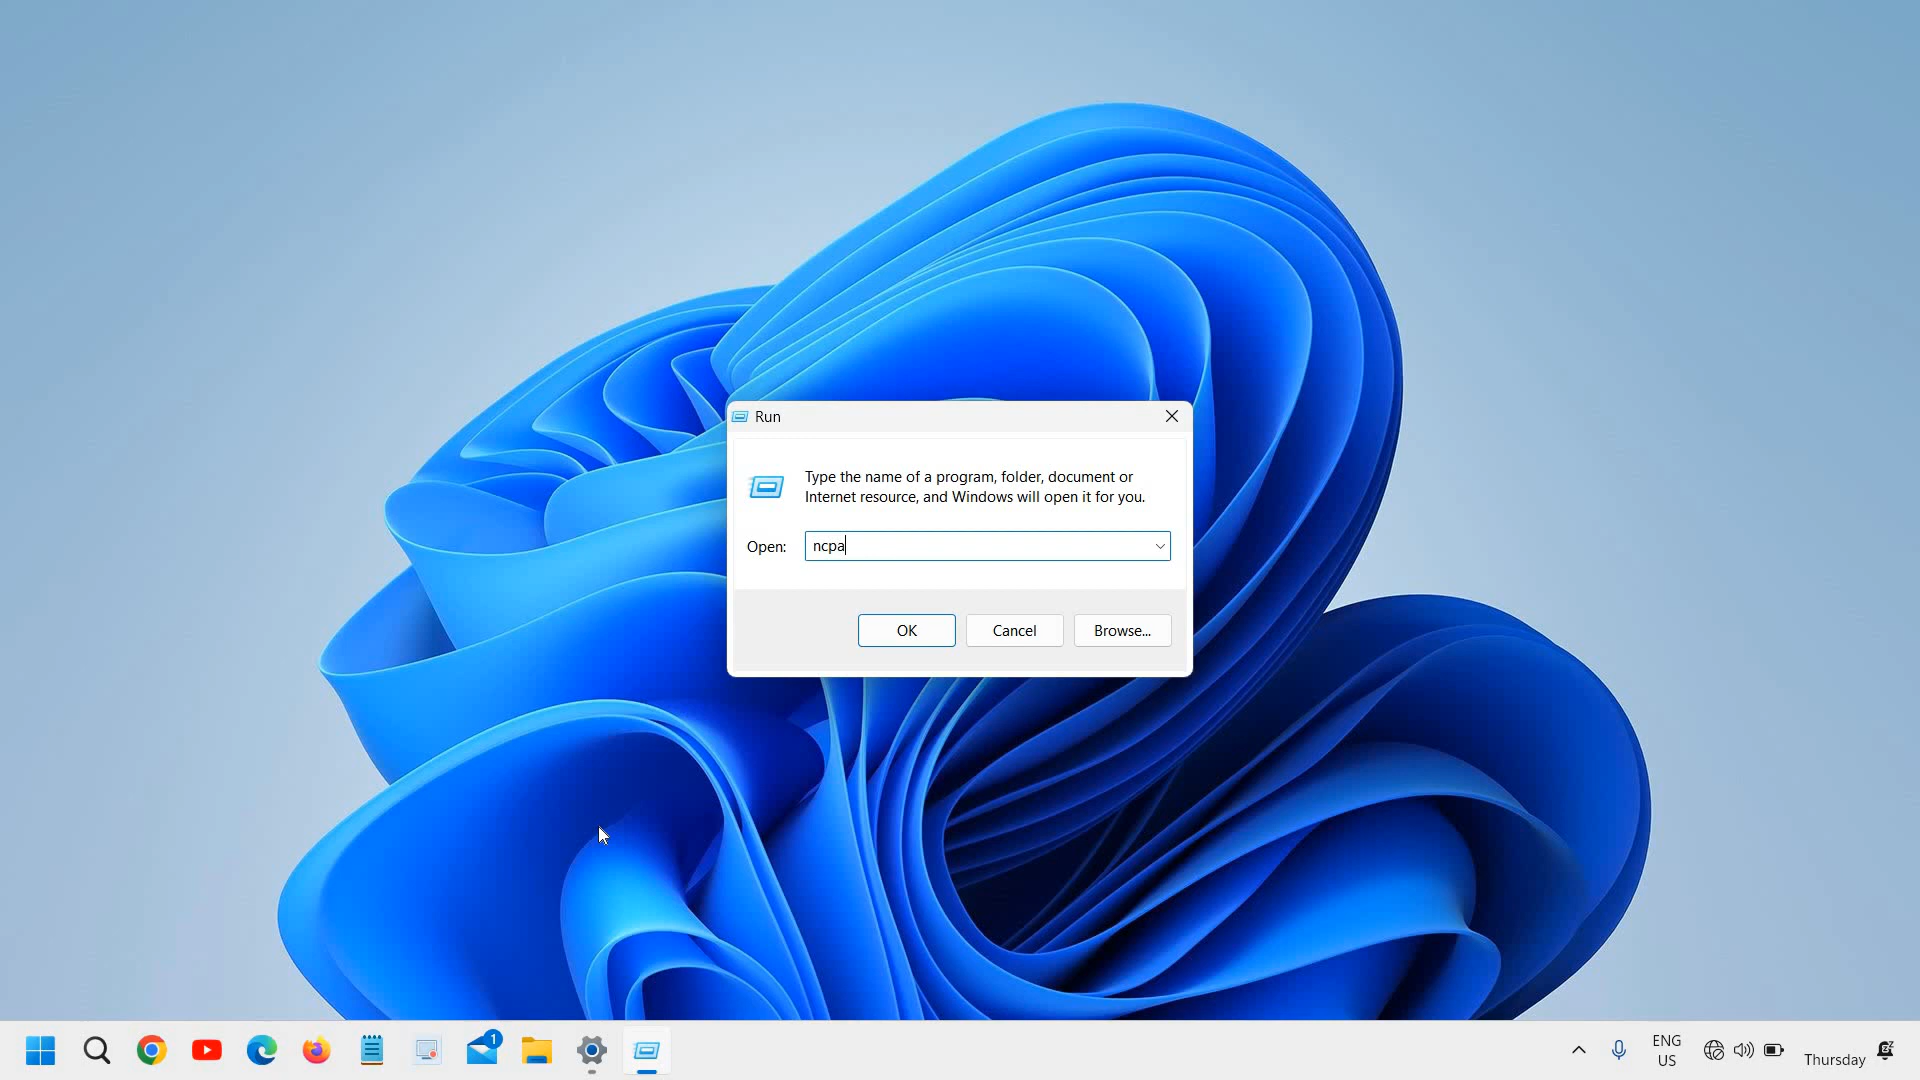 Run
Type the name of a program, folder, document or
Internet resource, and Windows will open it for you.
Open: ncpa
OK Cancel Browse...
1
ENG
US
Thursday